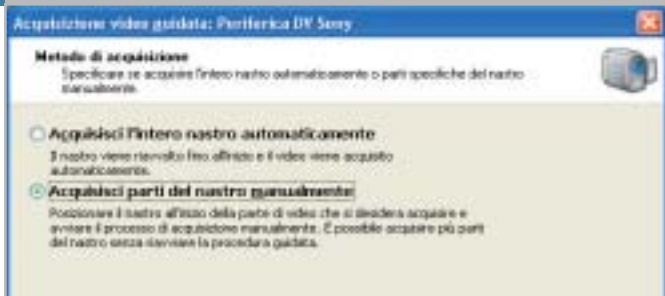 Acquisizione video guidata: Periferica DV Sony
Metodo di acquisizione
Specificare se acquisire l'intero nastro automaticamente o parti specifiche del nastro
manualmente.
Acquisisci l'intero nastro automaticamente
Il nastro viene riavvolto fino all'inizio e il video viene acquisito
automaticamente.
Acquisisci parti del nastro manualmente
Posizionare il nastro all'inizio della parte di video che si desidera acquisire e
avviare il processo di acquisizione manualmente. È possibile acquisire più parti
del nastro senza riavviare la procedura guidata.